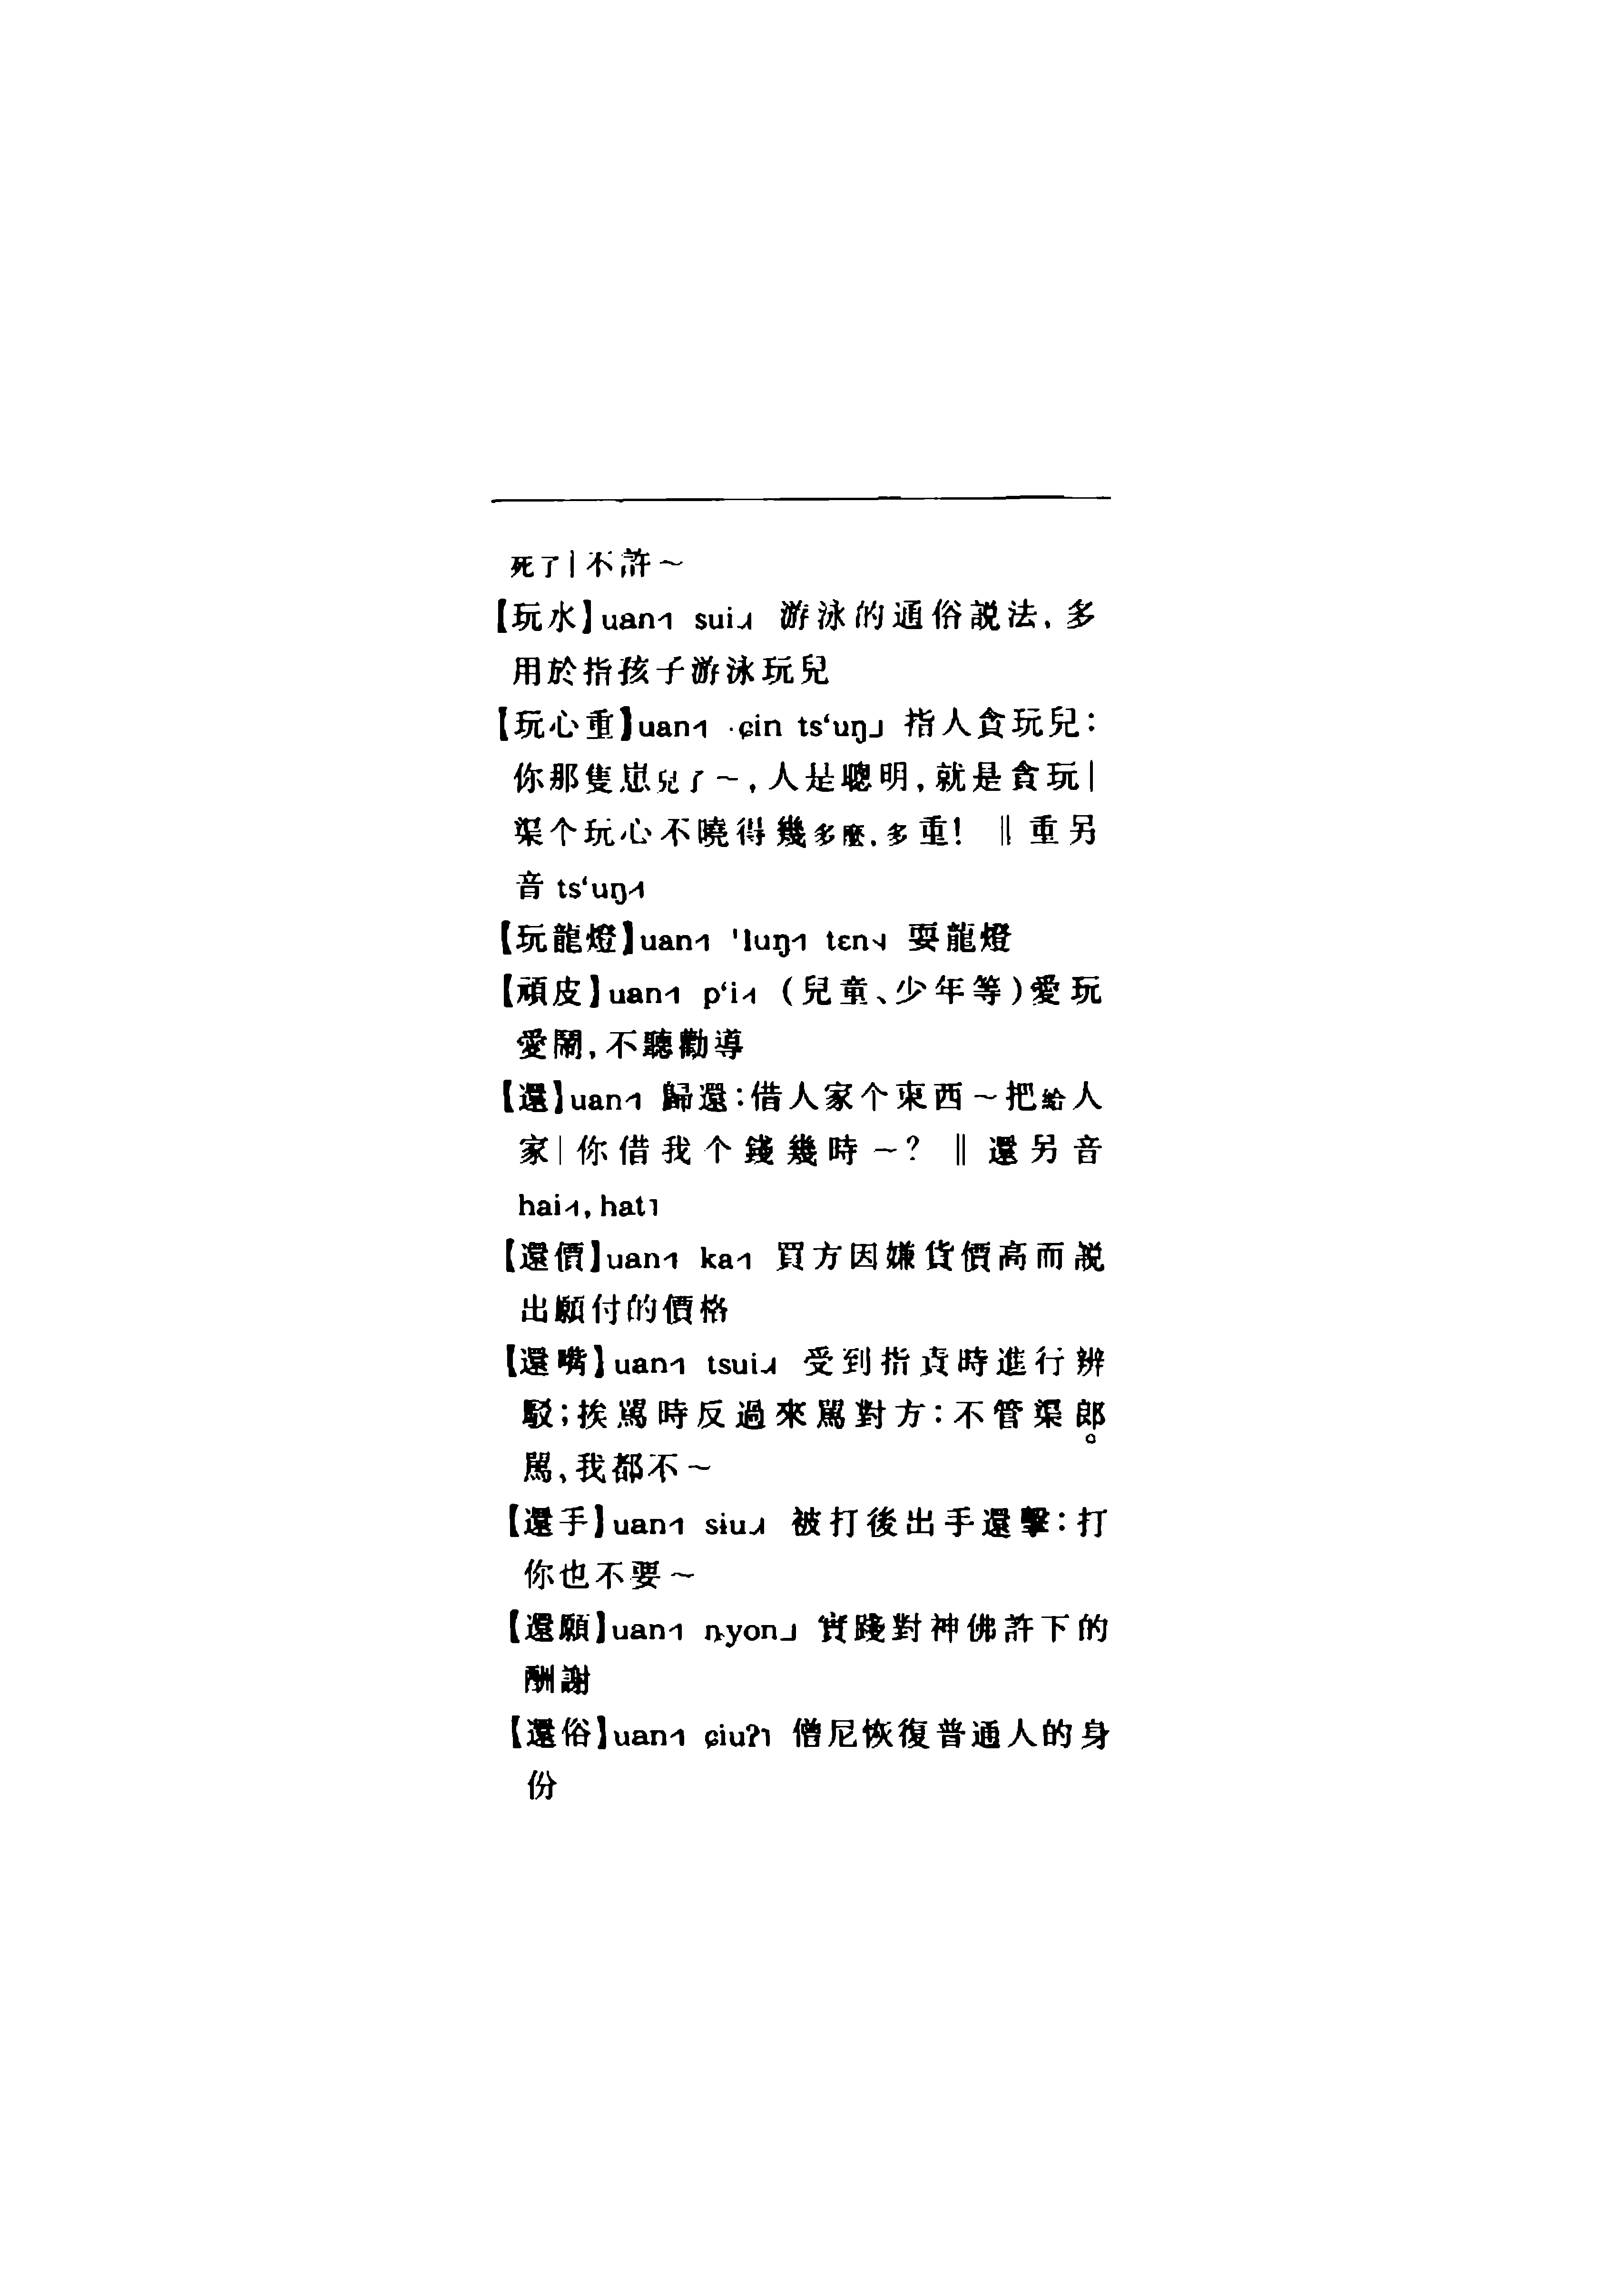 死了|不許～
【玩水】uan˧˥ sui˨˩˧ 游泳的通俗説法，多
用於指孩子游泳玩兒
【玩心重】uan˧˥ ·ɕin ts‘uŋ˩ 指人貪玩兒：
你那隻崽兒了～，人是聰明，就是貪玩|
渠个玩心不曉得幾多麽，多重！ ‖重另
音 ts‘uŋ˨˦
【玩龍燈】uan˧˥ 'luŋ˧˥ tɛn˦˨ 耍龍燈
【頑皮】uan˧˥ p‘i˨˦ （兒童、少年等）愛玩
愛鬧，不聽勸導
【還】uan˧˥ 歸還：借人家个東西～把給人
家|你借我个錢幾時～？ ‖還另音
hai˨˦，hat˥
【還價】uan˧˥ ka˧˥ 買方因嫌貨價高而説
出願付的價格
【還嘴】uan˧˥ tsui˨˩˧ 受到指責時進行辨
駁；挨駡時反過來駡對方：不管渠郎
駡，我都不～
【還手】uan˧˥ siu˨˩˧ 被打後出手還擊：打
你也不要～
【還願】uan˧˥ ȵyon˩ 實踐對神佛許下的
酬謝
【還俗】uan˧˥ ɕiuʔ˥ 僧尼恢復普通人的身
份